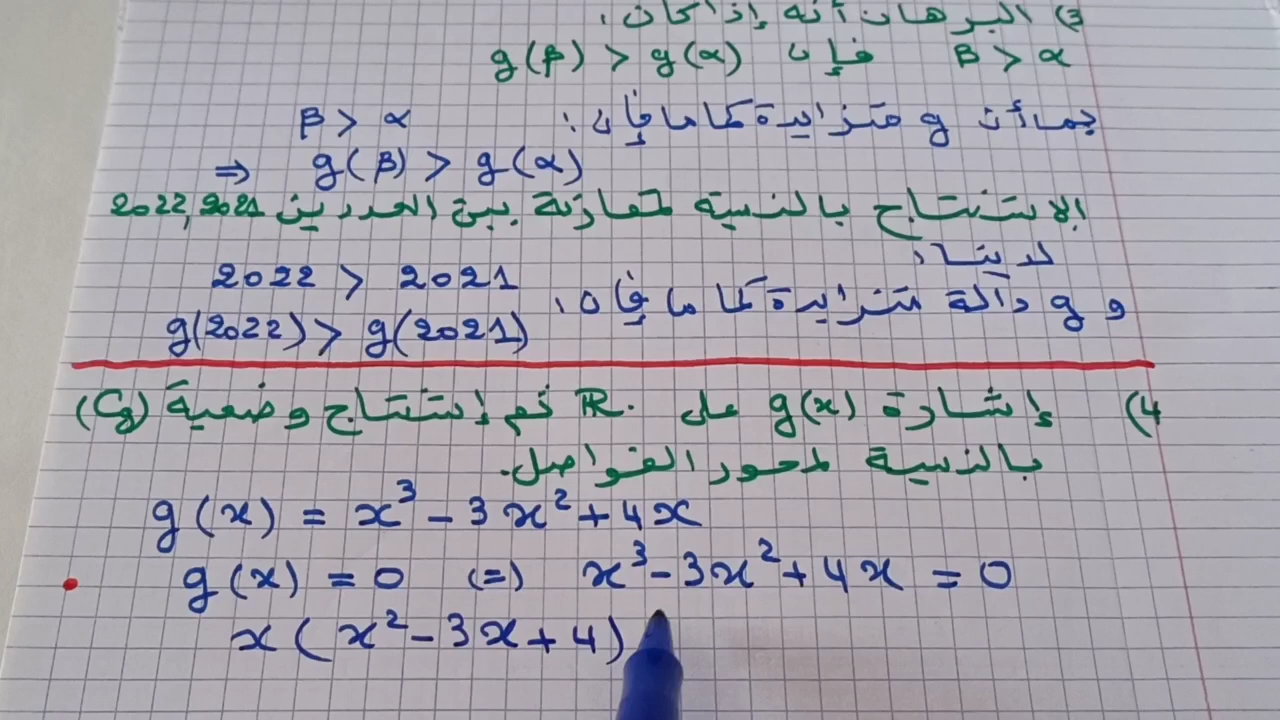 3) البرهان أنه إذا كان :
β > α فإن g(β) > g(α)
بما أن g متزايدة تماما فإن : β > α
⇒ g(β) > g(α)
الاستنتاج بالنسبة لمقارنة بين العددين 2021, 2022
لدينا : 2022 > 2021
و g دالة متزايدة تماما فإن : g(2022) > g(2021)
4) إشارة g(x) على ℝ. ثم إستنتاج وضعية (Cg)
بالنسبة لمحور الفواصل.
g(x) = x³ - 3x² + 4x
• g(x) = 0 (=) x³ - 3x² + 4x = 0
x(x² - 3x + 4)